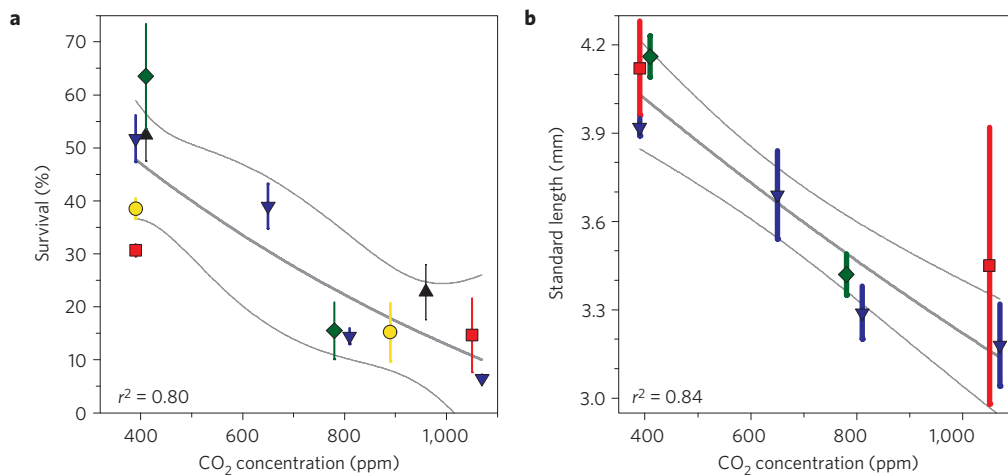 a
Survival (%)
70
60
50
40
30
20
10
0
r² = 0.80
400
600
800
1,000
CO₂ concentration (ppm)
b
Standard length (mm)
4.2
3.9
3.6
3.3
3.0
r² = 0.84
400
600
800
1,000
CO₂ concentration (ppm)